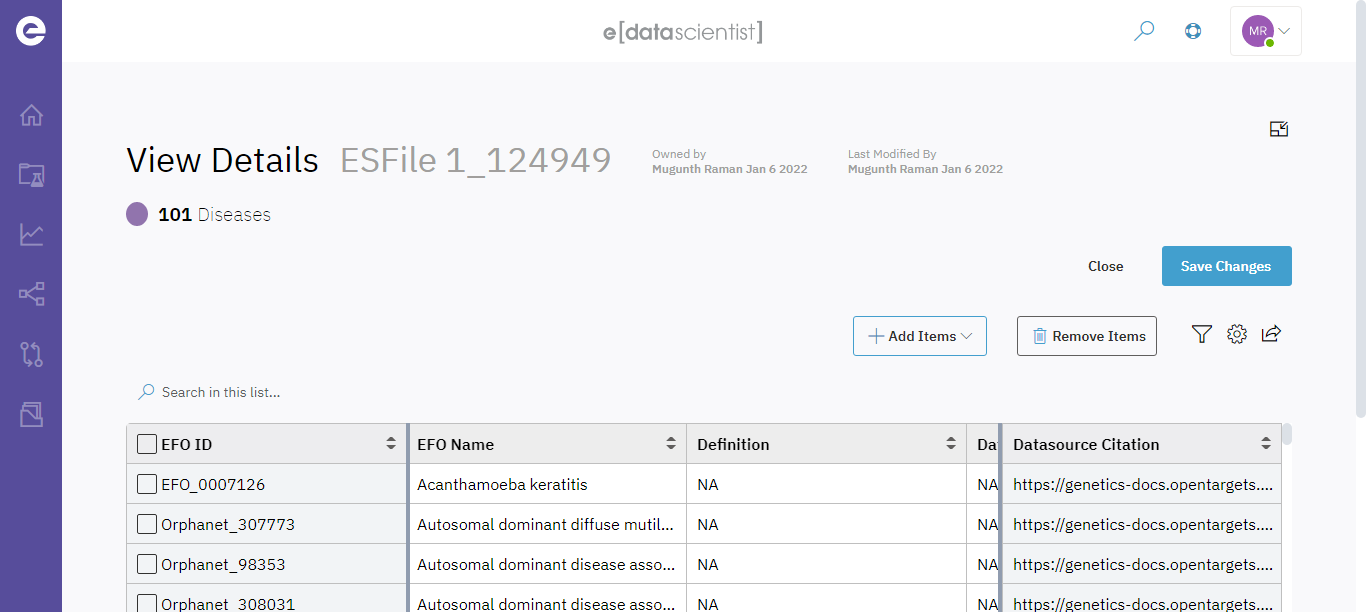 e[datascientist]
MR
View Details ESFile 1_124949
Owned by
Mugunth Raman Jan 6 2022
Last Modified By
Mugunth Raman Jan 6 2022
101 Diseases
Close
Save Changes
Add Items
Remove Items
Search in this list...
EFO ID EFO Name Definition Da Datasource Citation
EFO_0007126 Acanthamoeba keratitis NA NA https://genetics-docs.opentargets....
Orphanet_307773 Autosomal dominant diffuse mutil... NA NA https://genetics-docs.opentargets....
Orphanet_98353 Autosomal dominant disease asso... NA NA https://genetics-docs.opentargets....
Orphanet_308031 Autosomal dominant disease asso... NA NA https://genetics-docs.opentargets....